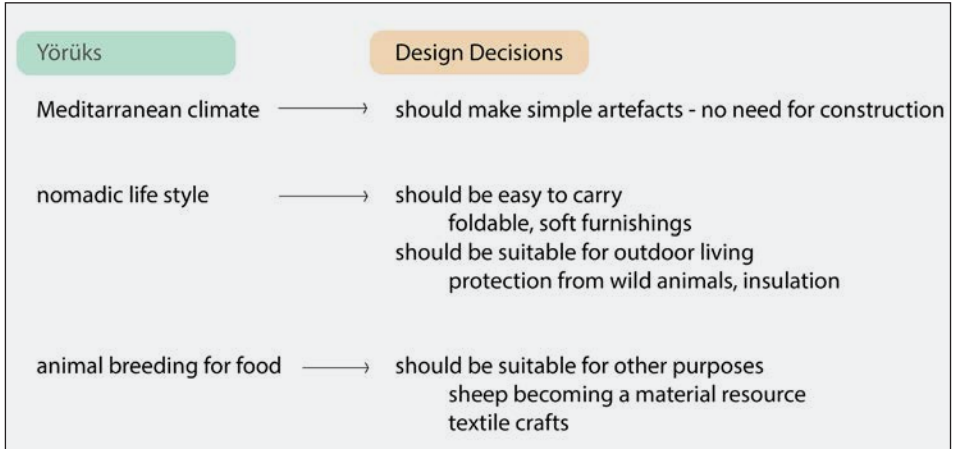 Yörüks
Design Decisions
Meditarranean climate
should make simple artefacts - no need for construction
nomadic life style
should be easy to carry
foldable, soft furnishings
should be suitable for outdoor living
protection from wild animals, insulation
animal breeding for food
should be suitable for other purposes
sheep becoming a material resource
textile crafts